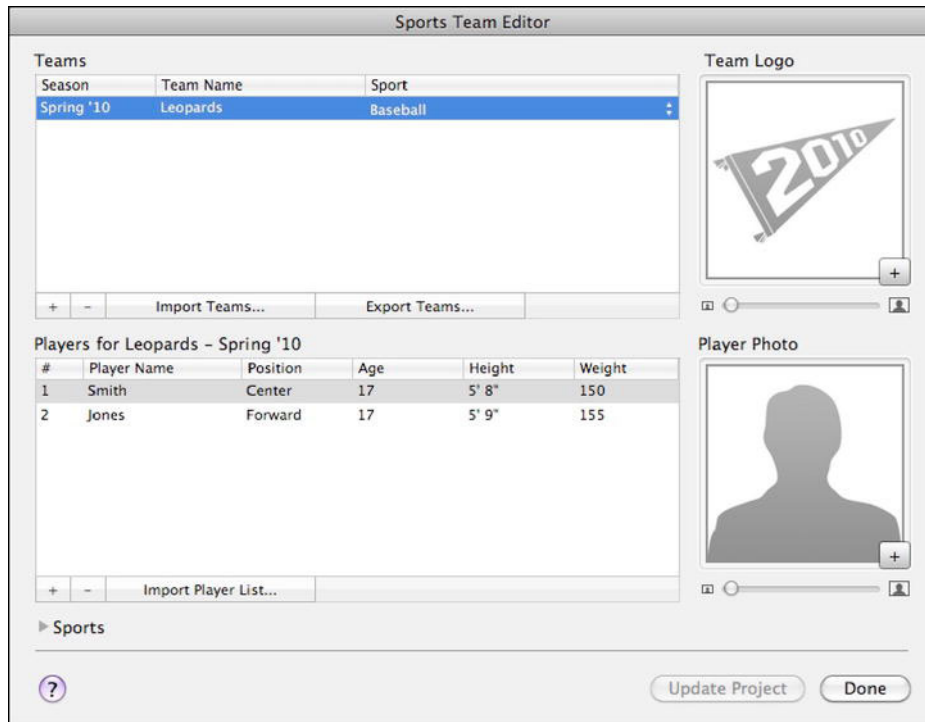 Sports Team Editor
Teams
Team Logo
Season Team Name Sport
Spring '10 Leopards Baseball
2010
+
+ - Import Teams... Export Teams...
Players for Leopards – Spring '10
Player Photo
# Player Name Position Age Height Weight
1 Smith Center 17 5' 8" 150
2 Jones Forward 17 5' 9" 155
+
+ - Import Player List...
Sports
? Update Project Done